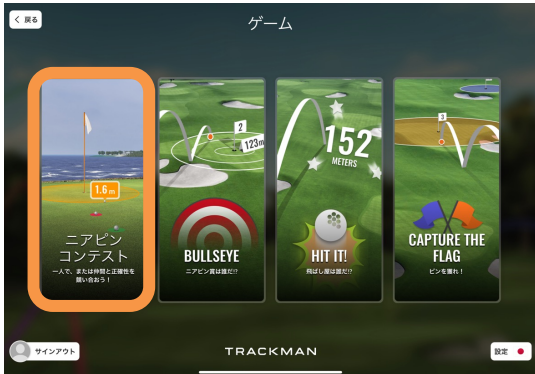 戻る
ゲーム
1.6 m
ニアピン
コンテスト
一人で、または仲間と正確性を
競い合おう！
2
123m
BULLSEYE
ニアピン賞は誰だ!?
152
METERS
HIT IT!
飛ばし屋は誰だ!?
3
CAPTURE THE
FLAG
ピンを獲れ！
サインアウト
TRACKMAN
設定